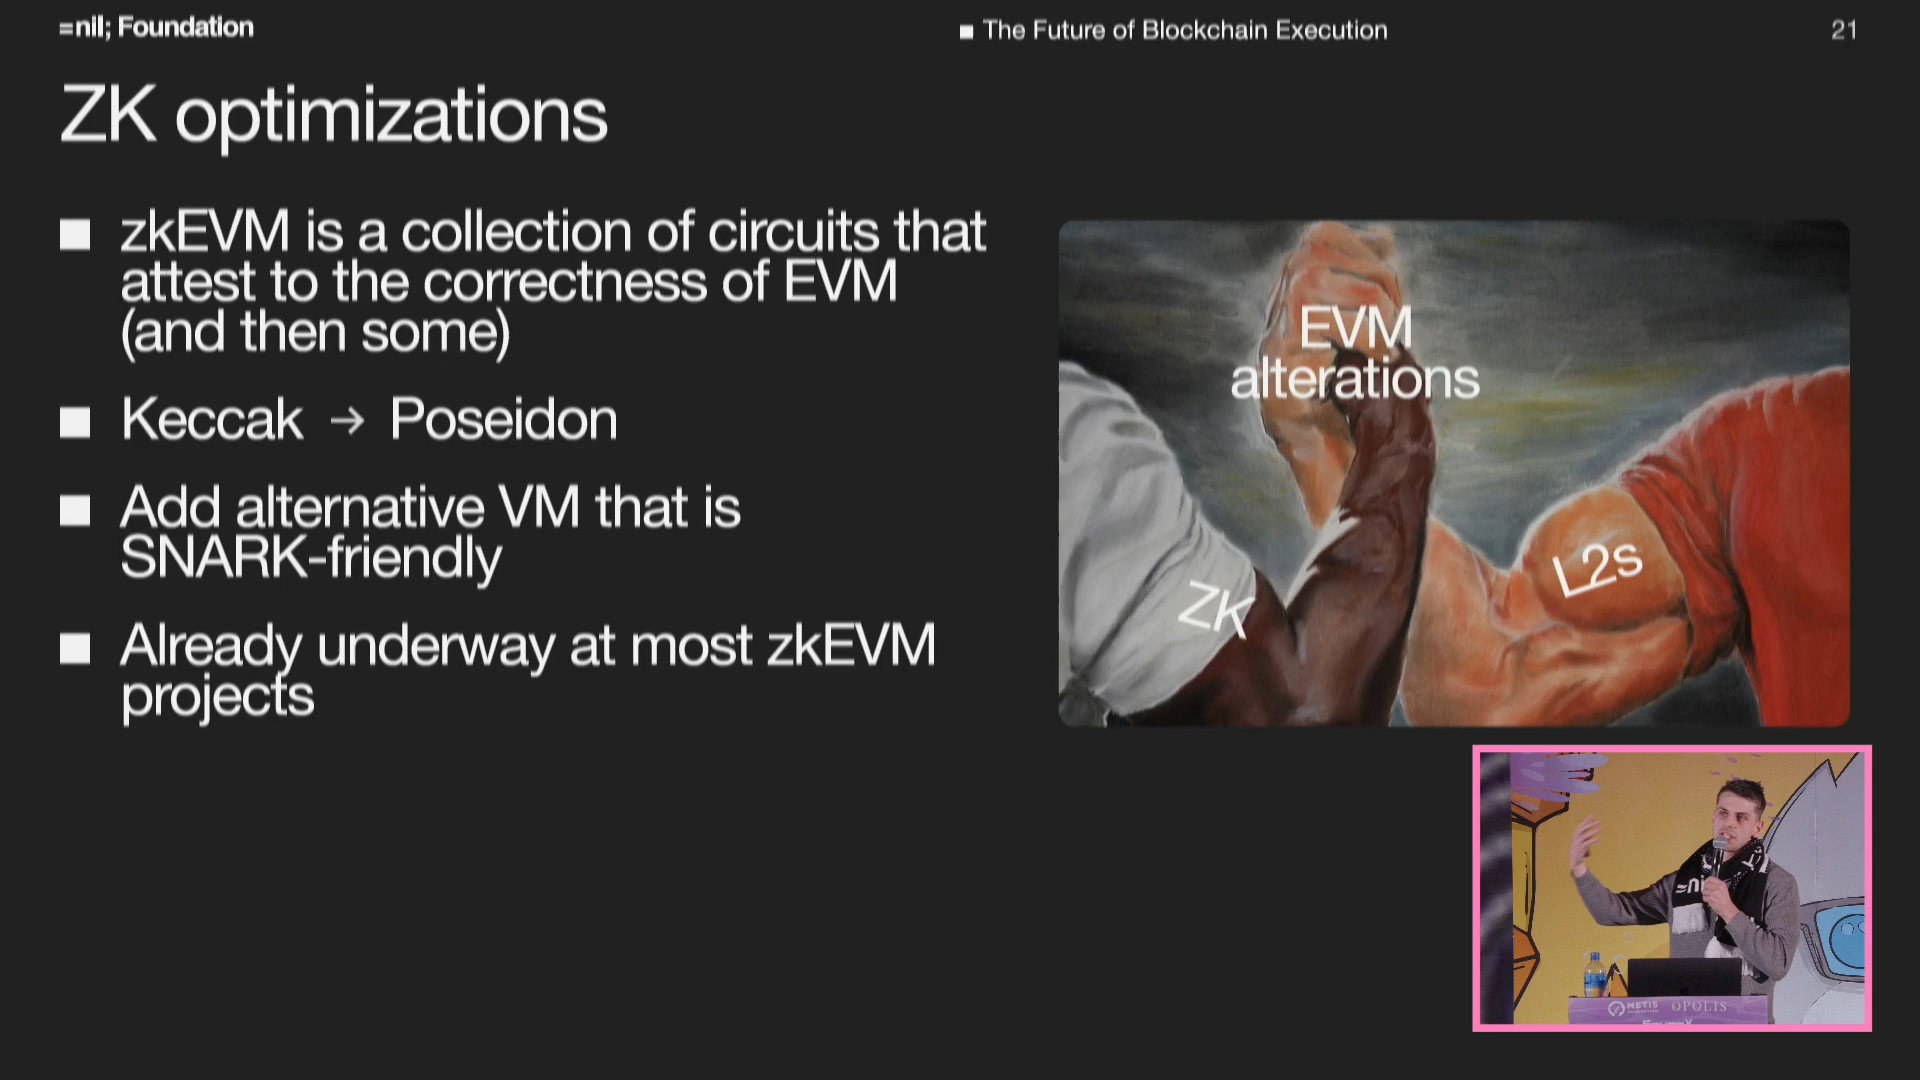 =nil; Foundation
The Future of Blockchain Execution
21
ZK optimizations
zkEVM is a collection of circuits that
attest to the correctness of EVM
(and then some)
Keccak → Poseidon
Add alternative VM that is
SNARK-friendly
Already underway at most zkEVM
projects
EVM
alterations
ZK
L2s
METIS
OPOLIS